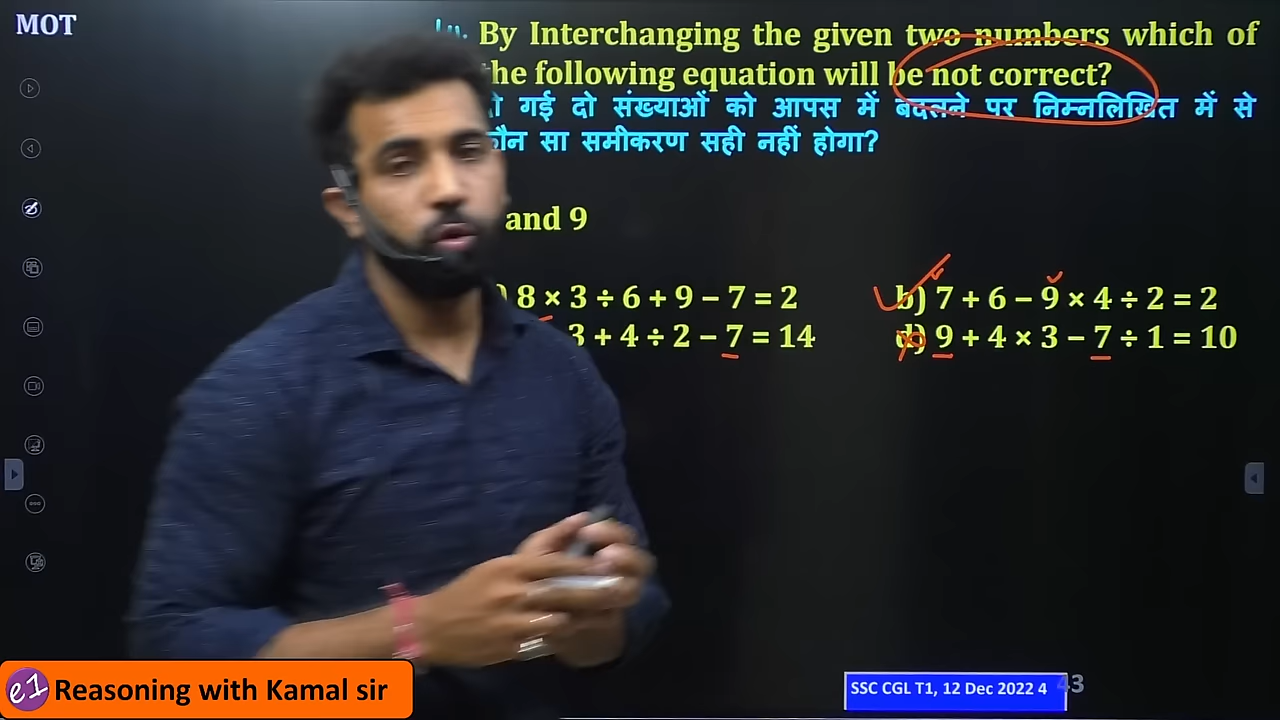 MOT
By Interchanging the given two numbers which of
the following equation will be not correct?
गई दो संख्याओं को आपस में बदलने पर निम्नलिखित में से
कौन सा समीकरण सही नहीं होगा?
and 9
) 8 × 3 ÷ 6 + 9 − 7 = 2
b) 7 + 6 − 9 × 4 ÷ 2 = 2
3 + 4 ÷ 2 − 7 = 14
d) 9 + 4 × 3 − 7 ÷ 1 = 10
e1 Reasoning with Kamal sir
SSC CGL T1, 12 Dec 2022 4
43